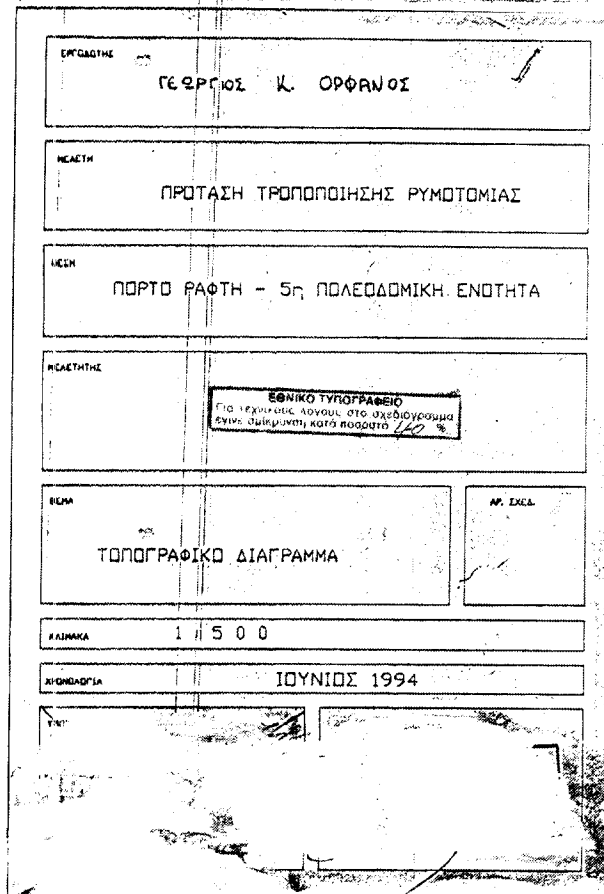 ΕΡΓΟΔΟΤΗΣ
ΓΕΩΡΓΙΟΣ Κ. ΟΡΦΑΝΟΣ
ΜΕΛΕΤΗ
ΠΡΟΤΑΣΗ ΤΡΟΠΟΠΟΙΗΣΗΣ ΡΥΜΟΤΟΜΙΑΣ
ΘΕΣΗ
ΠΟΡΤΟ ΡΑΦΤΗ - 5η ΠΟΛΕΟΔΟΜΙΚΗ ΕΝΟΤΗΤΑ
ΜΕΛΕΤΗΤΗΣ
ΕΘΝΙΚΟ ΤΥΠΟΓΡΑΦΕΙΟ
Για τεχνικούς λόγους στο σχεδιόγραμμα
έγινε σμίκρυνση κατά ποσοστό 40 %
ΘΕΜΑ
ΑΡ. ΣΧΕΔ.
ΤΟΠΟΓΡΑΦΙΚΟ ΔΙΑΓΡΑΜΜΑ
ΚΛΙΜΑΚΑ 1 : 500
ΧΡΟΝΟΛΟΓΙΑ ΙΟΥΝΙΟΣ 1994